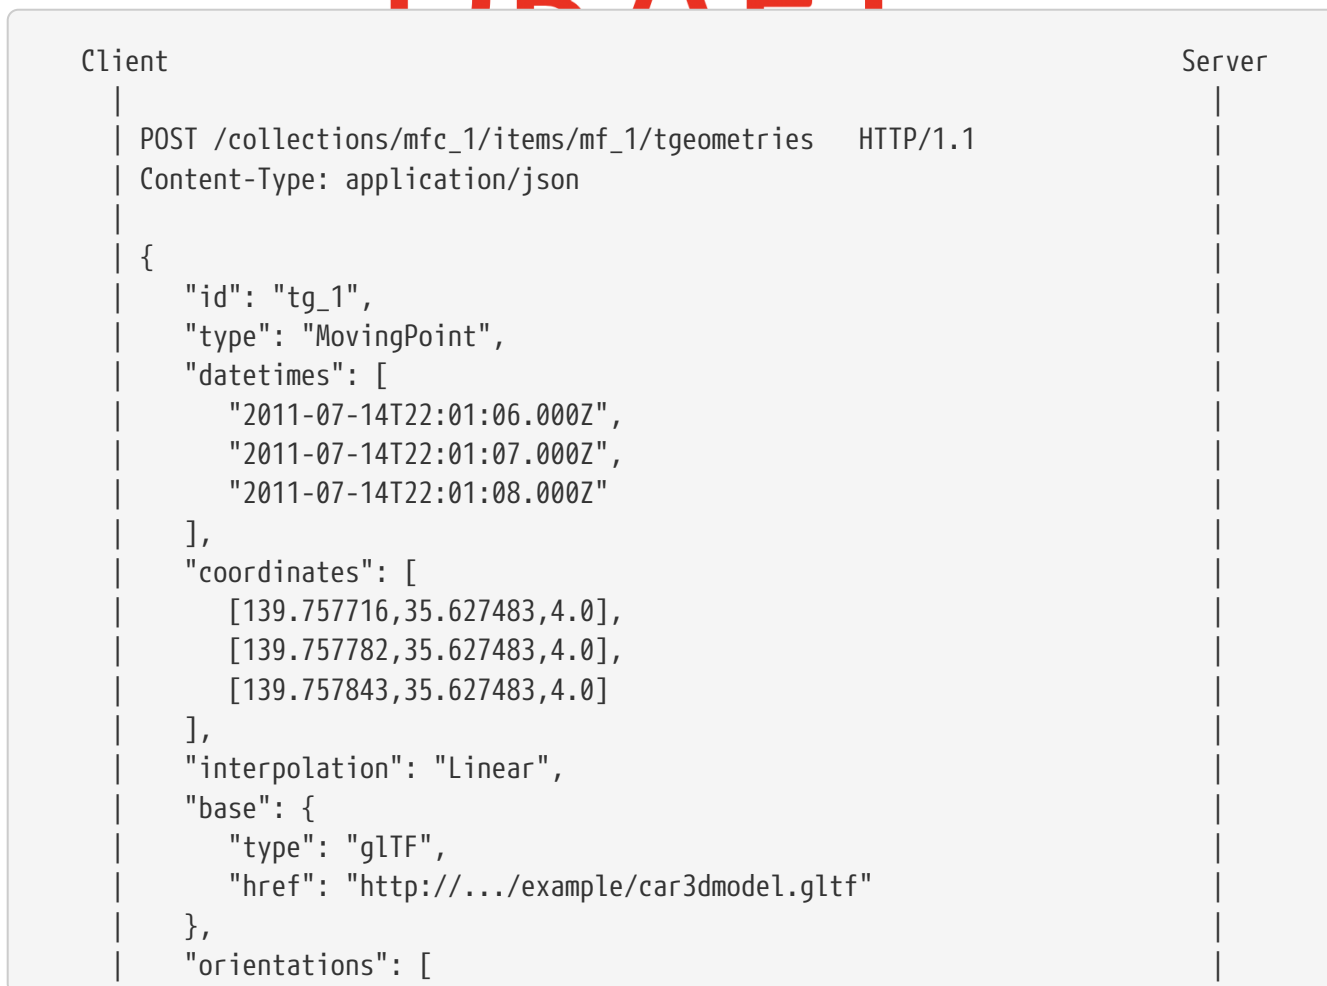 Client Server
|  |
| POST /collections/mfc_1/items/mf_1/tgeometries   HTTP/1.1  |
| Content-Type: application/json  |
|  |
| {  |
|    "id": "tg_1",  |
|    "type": "MovingPoint",  |
|    "datetimes": [  |
|       "2011-07-14T22:01:06.000Z",  |
|       "2011-07-14T22:01:07.000Z",  |
|       "2011-07-14T22:01:08.000Z"  |
|    ],  |
|    "coordinates": [  |
|       [139.757716,35.627483,4.0],  |
|       [139.757782,35.627483,4.0],  |
|       [139.757843,35.627483,4.0]  |
|    ],  |
|    "interpolation": "Linear",  |
|    "base": {  |
|       "type": "glTF",  |
|       "href": "http://.../example/car3dmodel.gltf"  |
|    },  |
|    "orientations": [  |